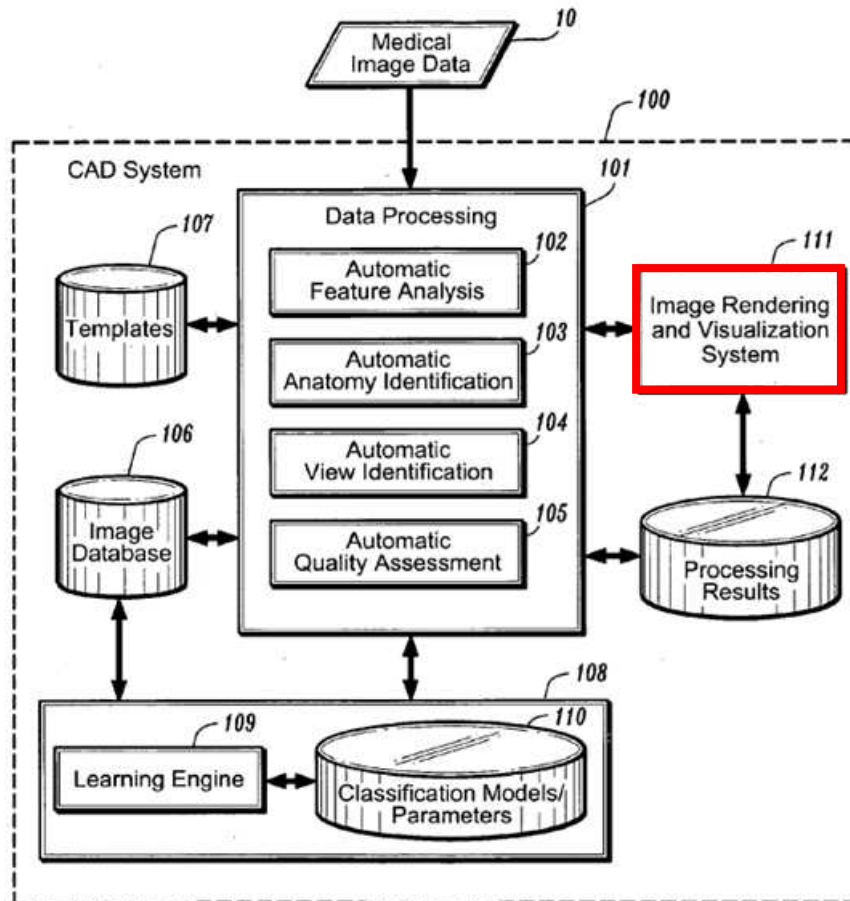 10
Medical
Image Data
100
CAD System
101
Data Processing
107
Templates
102
Automatic
Feature Analysis
111
Image Rendering
and Visualization
System
103
Automatic
Anatomy Identification
106
Image
Database
104
Automatic
View Identification
112
Processing
Results
105
Automatic
Quality Assessment
108
109
Learning Engine
110
Classification Models/
Parameters